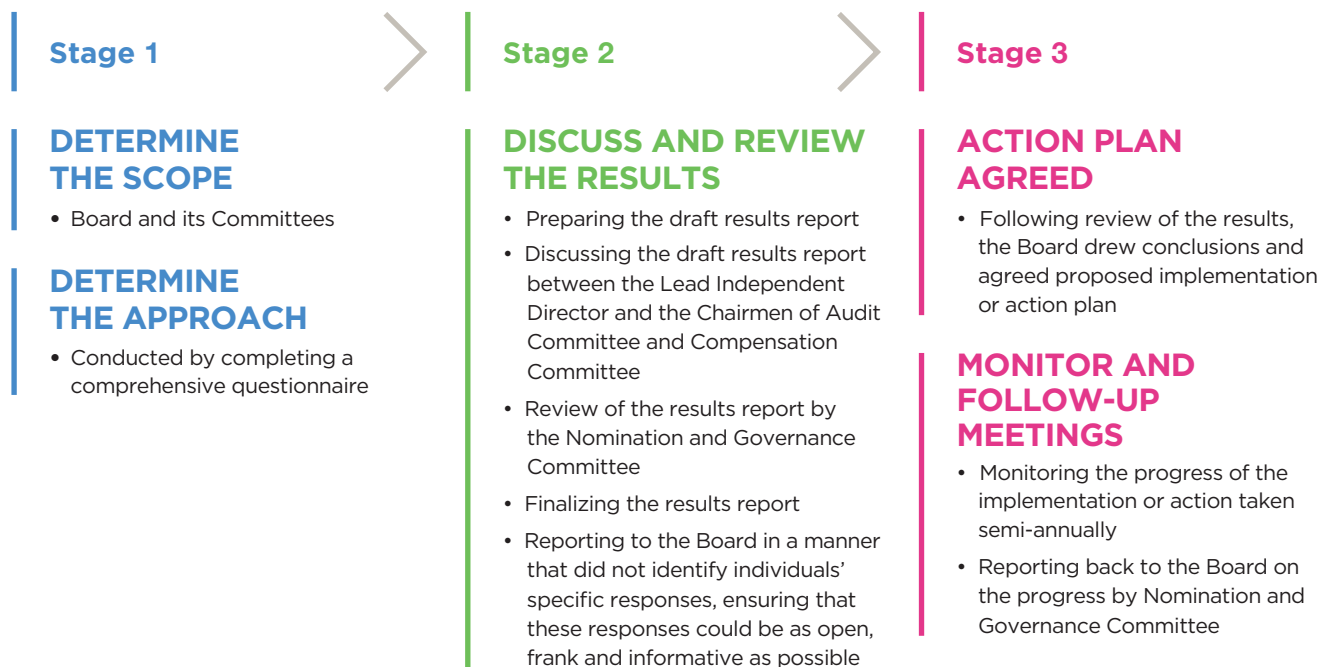 Stage 1
DETERMINE
THE SCOPE
• Board and its Committees
DETERMINE
THE APPROACH
• Conducted by completing a
comprehensive questionnaire
Stage 2
DISCUSS AND REVIEW
THE RESULTS
• Preparing the draft results report
• Discussing the draft results report
between the Lead Independent
Director and the Chairmen of Audit
Committee and Compensation
Committee
• Review of the results report by
the Nomination and Governance
Committee
• Finalizing the results report
• Reporting to the Board in a manner
that did not identify individuals’
specific responses, ensuring that
these responses could be as open,
frank and informative as possible
Stage 3
ACTION PLAN
AGREED
• Following review of the results,
the Board drew conclusions and
agreed proposed implementation
or action plan
MONITOR AND
FOLLOW-UP
MEETINGS
• Monitoring the progress of the
implementation or action taken
semi-annually
• Reporting back to the Board on
the progress by Nomination and
Governance Committee